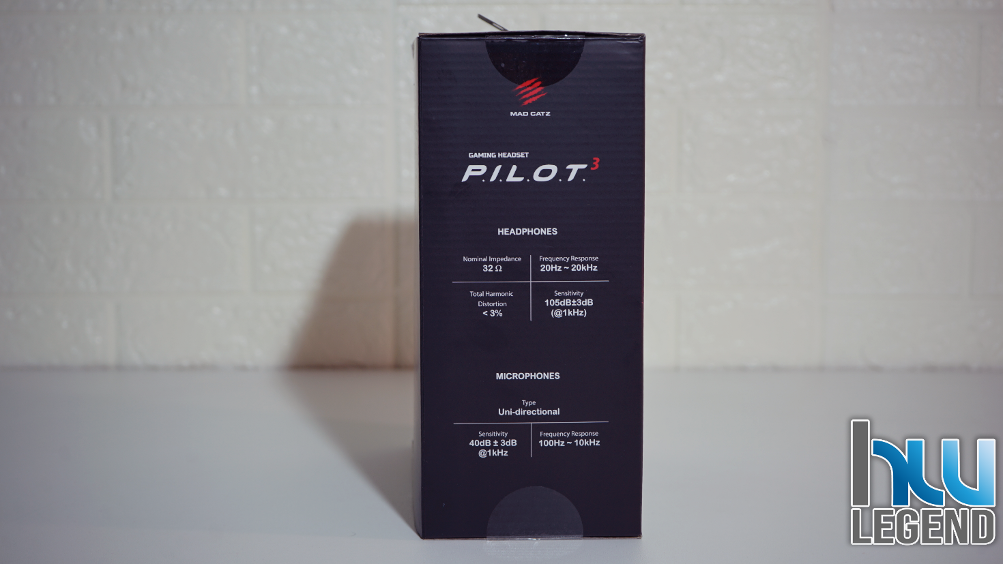 MAD CATZ
GAMING HEADSET
P.I.L.O.T. 3
HEADPHONES
Nominal Impedance
32 Ω
Frequency Response
20Hz ~ 20kHz
Total Harmonic
Distortion
< 3%
Sensitivity
105dB±3dB
(@1kHz)
MICROPHONES
Type
Uni-directional
Sensitivity
40dB ± 3dB
@1kHz
Frequency Response
100Hz ~ 10kHz
hw
LEGEND